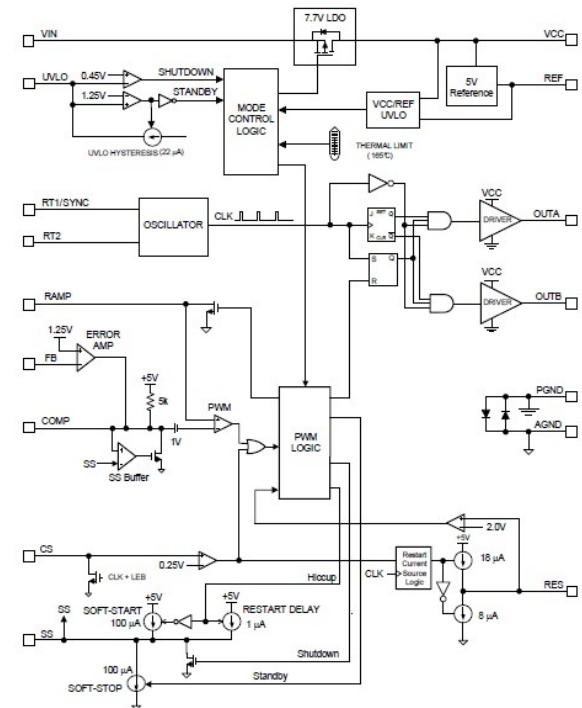 7.7V LDO
VIN
VCC
UVLO
0.45V
SHUTDOWN
1.25V
STANDBY
UVLO HYSTERESIS (22 µA)
MODE CONTROL LOGIC
5V Reference
REF
VCC/REF UVLO
THERMAL LIMIT (165°C)
RT1/SYNC
RT2
OSCILLATOR
CLK
J SET Q
K CLR Q
S Q
R
VCC
DRIVER
OUTA
VCC
DRIVER
OUTB
RAMP
1.25V
ERROR AMP
FB
+5V
5k
COMP
1V
PWM
SS
SS Buffer
PWM LOGIC
PGND
AGND
2.0V
CS
0.25V
CLK + LEB
CLK
Restart Current Source Logic
+5V
18 µA
RES
8 µA
Hiccup
SS
SOFT-START
+5V
100 µA
+5V
RESTART DELAY
1 µA
SS
Shutdown
100 µA
SOFT-STOP
Standby